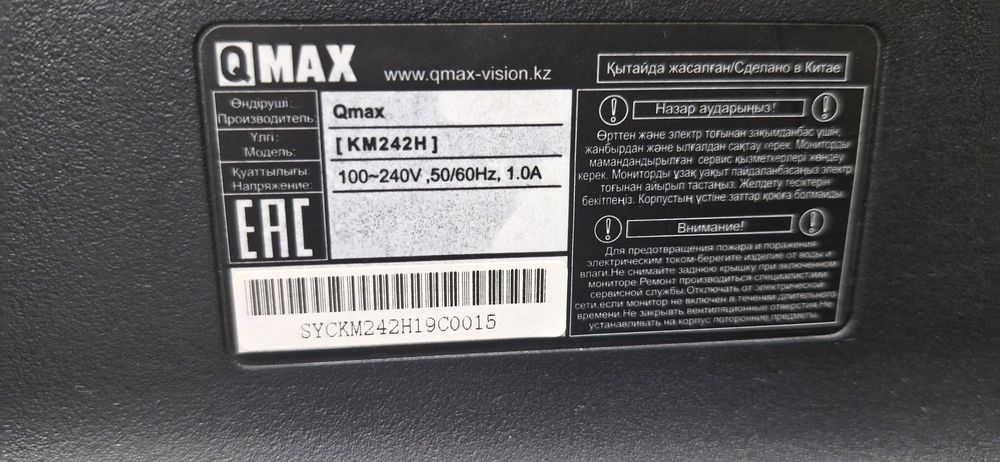 QMAX www.qmax-vision.kz
Қытайда жасалған/Сделано в Китае
Өндіруші:
Производитель:
Qmax
Үлгі:
Модель:
[ KM242H ]
Қуаттылығы:
Напряжение:
100~240V ,50/60Hz, 1.0A
EAC
SYCKM242H19C0015
Назар аударыңыз!
Өрттен және электр тоғынан зақымданбас үшін,
жаңбырдан және ылғалдан сақтау керек. Мониторды
мамандандырылған сервис қызметкерлері жөндеу
керек. Мониторды ұзақ уақыт пайдаланбасаңыз электр
тоғынан айырып тастаңыз. Желдету тесіктерін
бекітпеңіз. Корпустың үстіне заттар қоюға болмайды
Внимание!
Для предотвращения пожара и поражения
электрическим током-берегите изделие от воды и
влаги.Не снимайте заднюю крышку при включенном
мониторе.Ремонт производиться специалистами
сервисной службы.Отключать от электрической
сети,если монитор не включен в течении длительного
времени.Не закрывть вентиляционные отверстия.Не
устанавливать на корпус поторонние предметы.